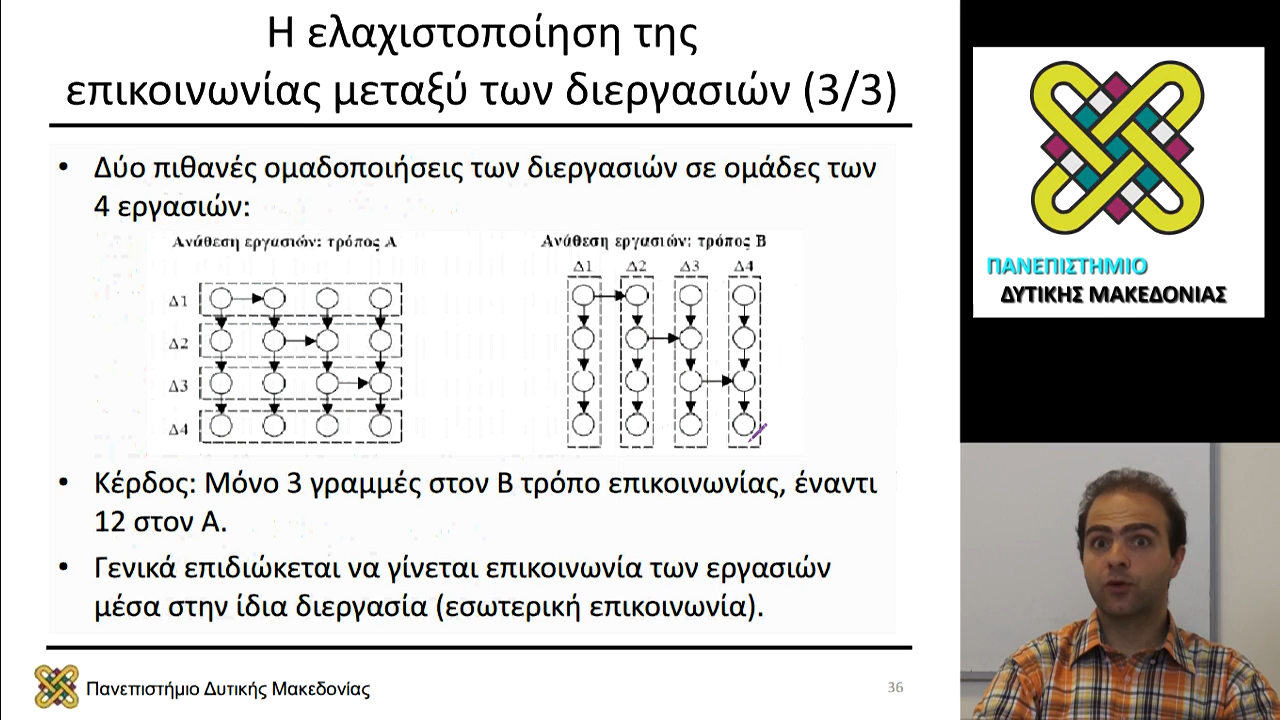 Η ελαχιστοποίηση της
επικοινωνίας μεταξύ των διεργασιών (3/3)
• Δύο πιθανές ομαδοποιήσεις των διεργασιών σε ομάδες των
4 εργασιών:
Ανάθεση εργασιών: τρόπος Α
Δ1
Δ2
Δ3
Δ4
Ανάθεση εργασιών: τρόπος Β
Δ1 Δ2 Δ3 Δ4
• Κέρδος: Μόνο 3 γραμμές στον Β τρόπο επικοινωνίας, έναντι
12 στον Α.
• Γενικά επιδιώκεται να γίνεται επικοινωνία των εργασιών
μέσα στην ίδια διεργασία (εσωτερική επικοινωνία).
Πανεπιστήμιο Δυτικής Μακεδονίας
36
ΠΑΝΕΠΙΣΤΗΜΙΟ
ΔΥΤΙΚΗΣ ΜΑΚΕΔΟΝΙΑΣ